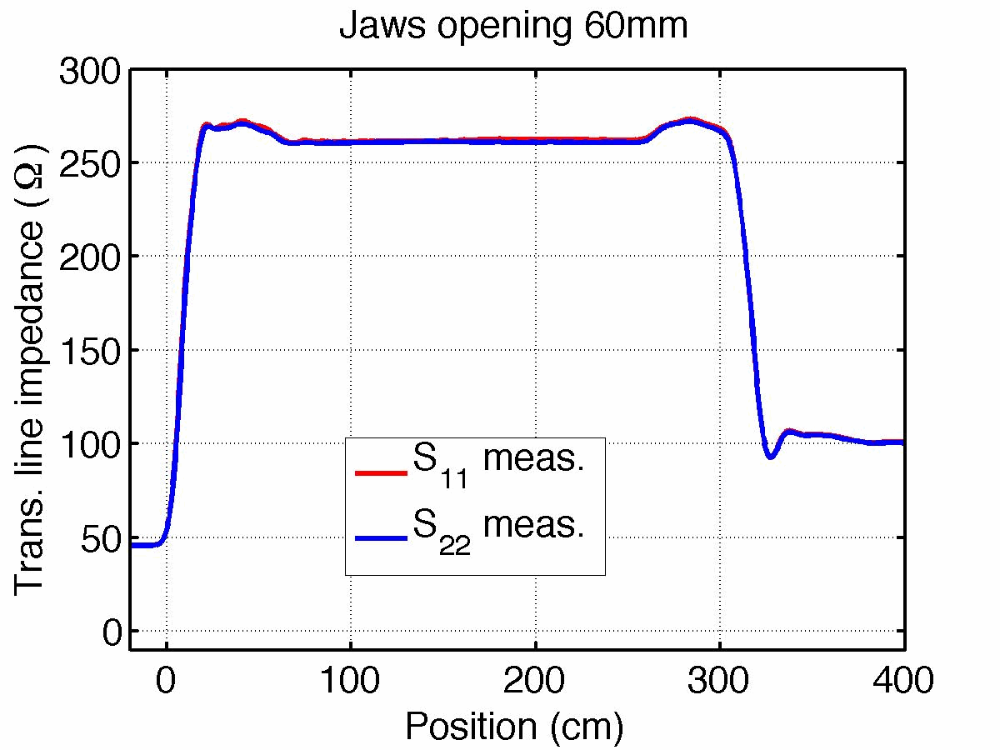 Jaws opening 60mm
Trans. line impedance (Ω)
300
250
200
150
100
50
0
S11 meas.
S22 meas.
0 100 200 300 400
Position (cm)